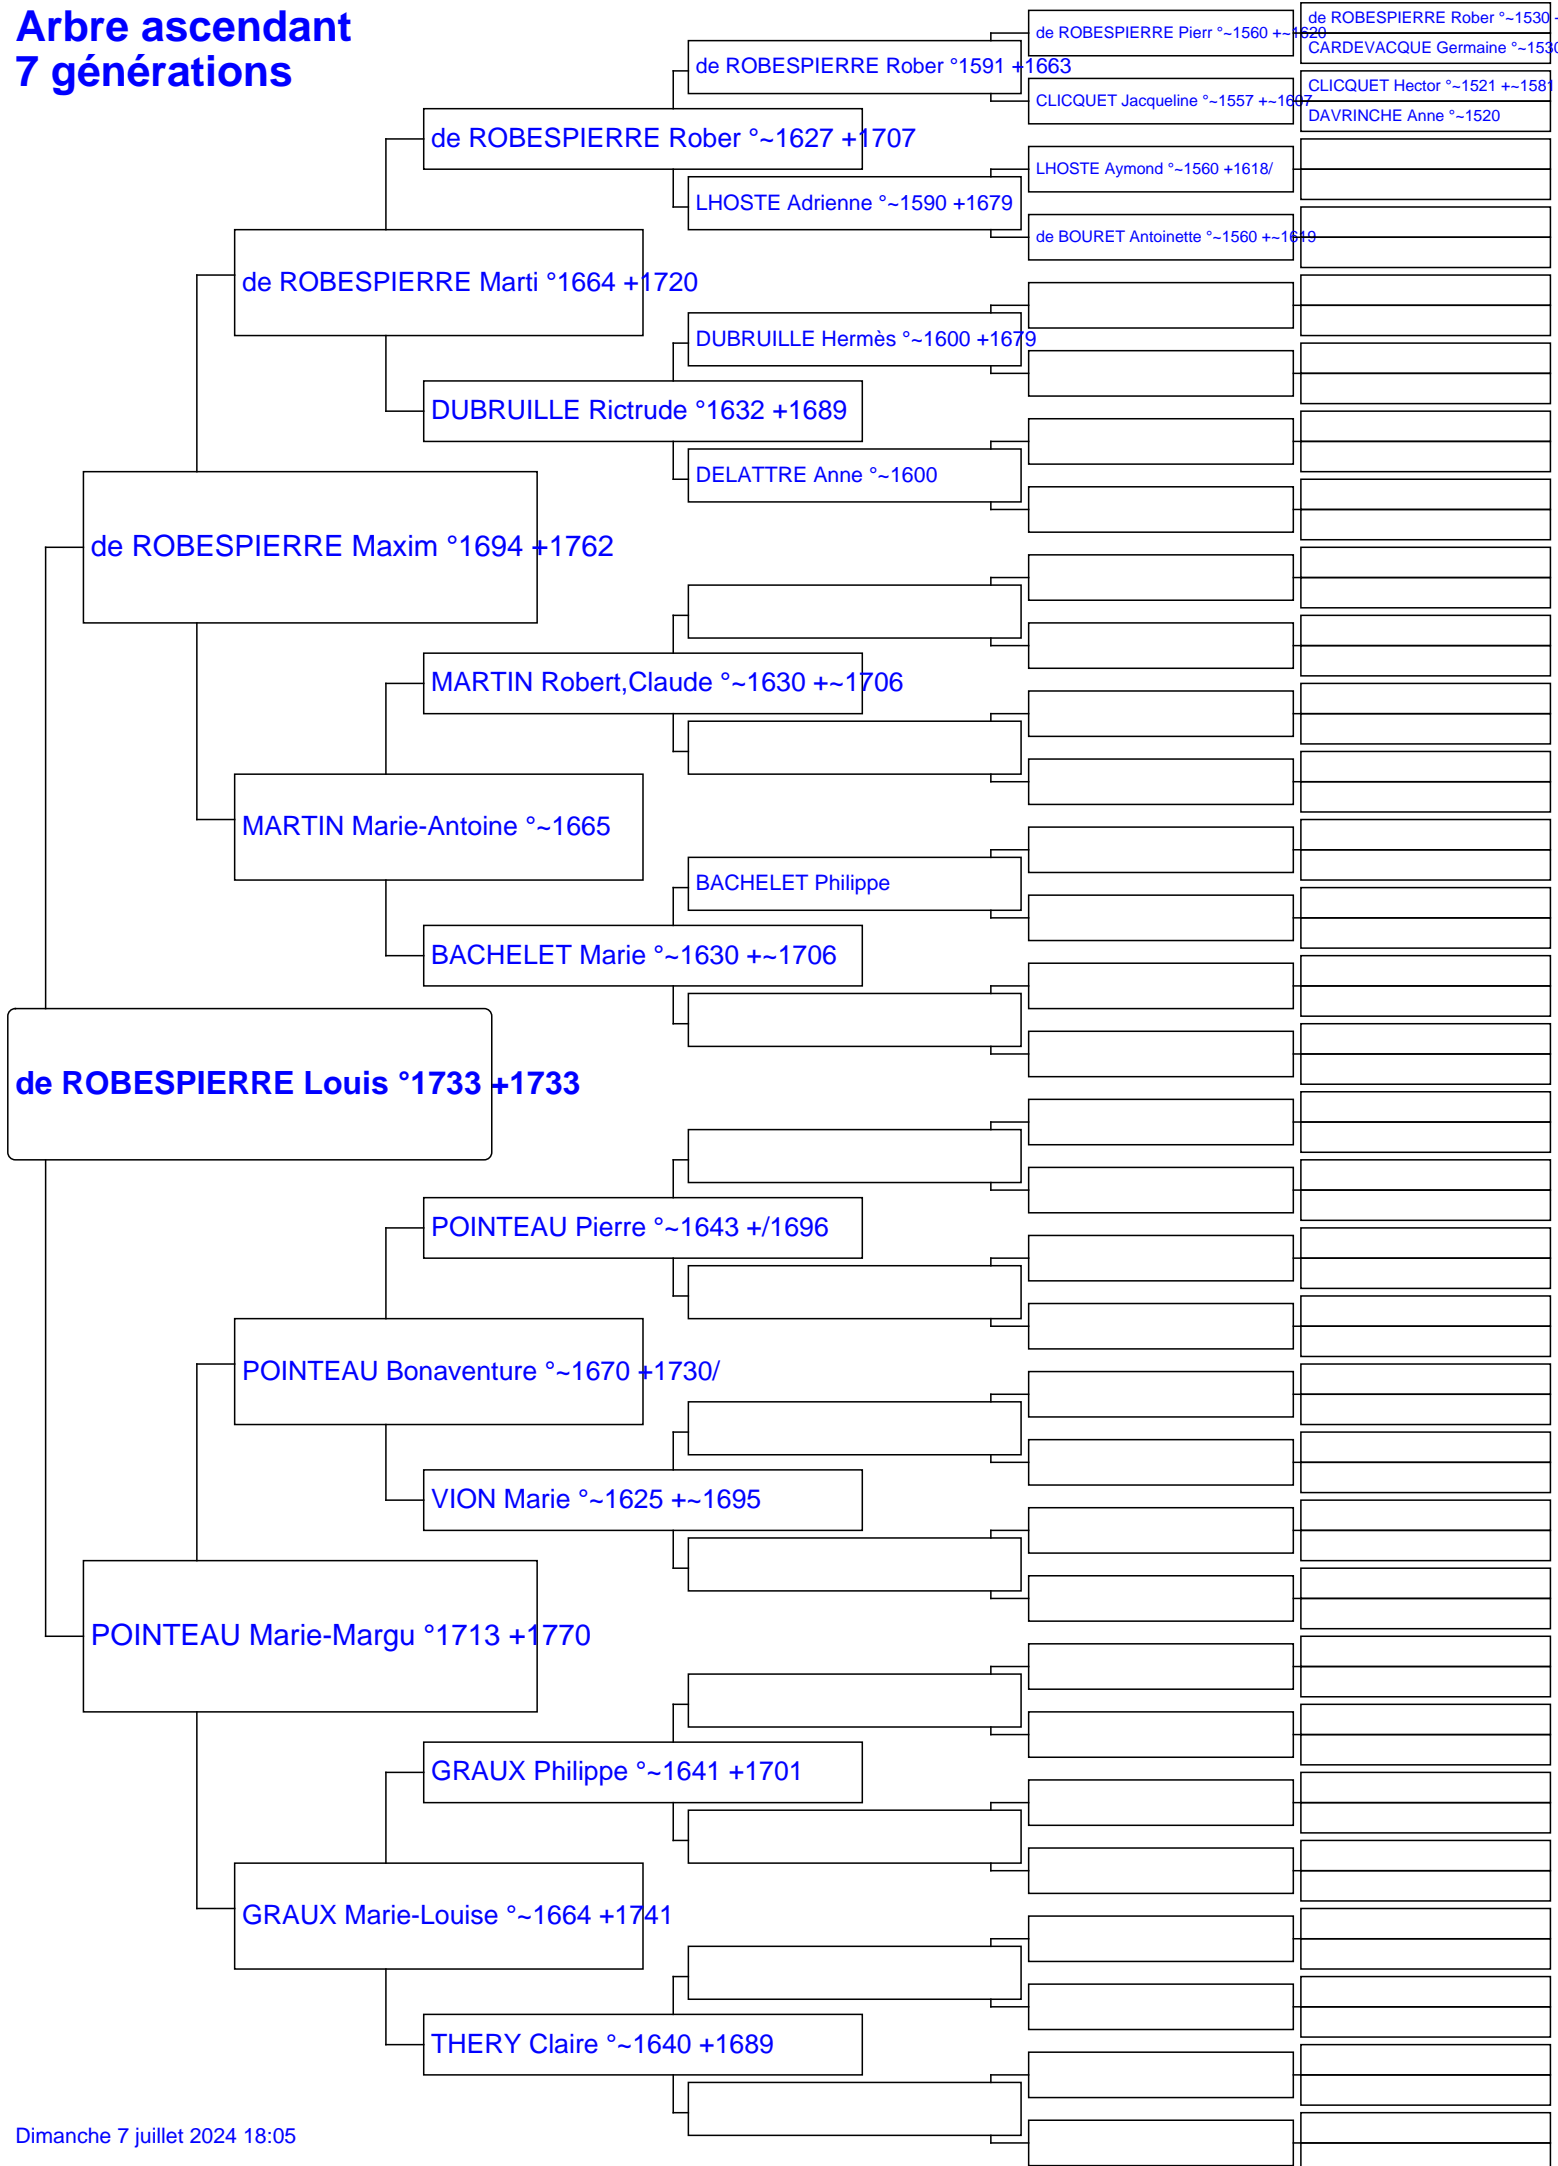 Arbre ascendant
7 générations
de ROBESPIERRE Rober °~1530 +
de ROBESPIERRE Pierr °~1560 +~1620
CARDEVACQUE Germaine °~1530
de ROBESPIERRE Rober °1591 +1663
CLICQUET Hector °~1521 +~1581
CLICQUET Jacqueline °~1557 +~1607
DAVRINCHE Anne °~1520
de ROBESPIERRE Rober °~1627 +1707
LHOSTE Aymond °~1560 +1618/
LHOSTE Adrienne °~1590 +1679
de BOURET Antoinette °~1560 +~1619
de ROBESPIERRE Marti °1664 +1720
DUBRUILLE Hermès °~1600 +1679
DUBRUILLE Rictrude °1632 +1689
DELATTRE Anne °~1600
de ROBESPIERRE Maxim °1694 +1762
MARTIN Robert,Claude °~1630 +~1706
MARTIN Marie-Antoine °~1665
BACHELET Philippe
BACHELET Marie °~1630 +~1706
de ROBESPIERRE Louis °1733 +1733
POINTEAU Pierre °~1643 +/1696
POINTEAU Bonaventure °~1670 +1730/
VION Marie °~1625 +~1695
POINTEAU Marie-Margu °1713 +1770
GRAUX Philippe °~1641 +1701
GRAUX Marie-Louise °~1664 +1741
THERY Claire °~1640 +1689
Dimanche 7 juillet 2024 18:05